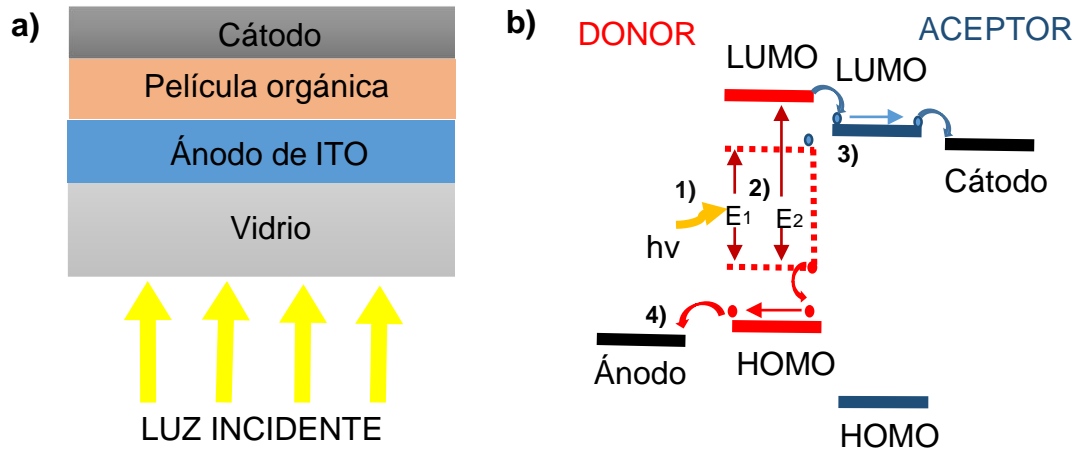 a)
Cátodo
Película orgánica
Ánodo de ITO
Vidrio
LUZ INCIDENTE
b)
DONOR
ACEPTOR
LUMO
LUMO
3)
Cátodo
1)
2)
E1
E2
hv
4)
Ánodo
HOMO
HOMO